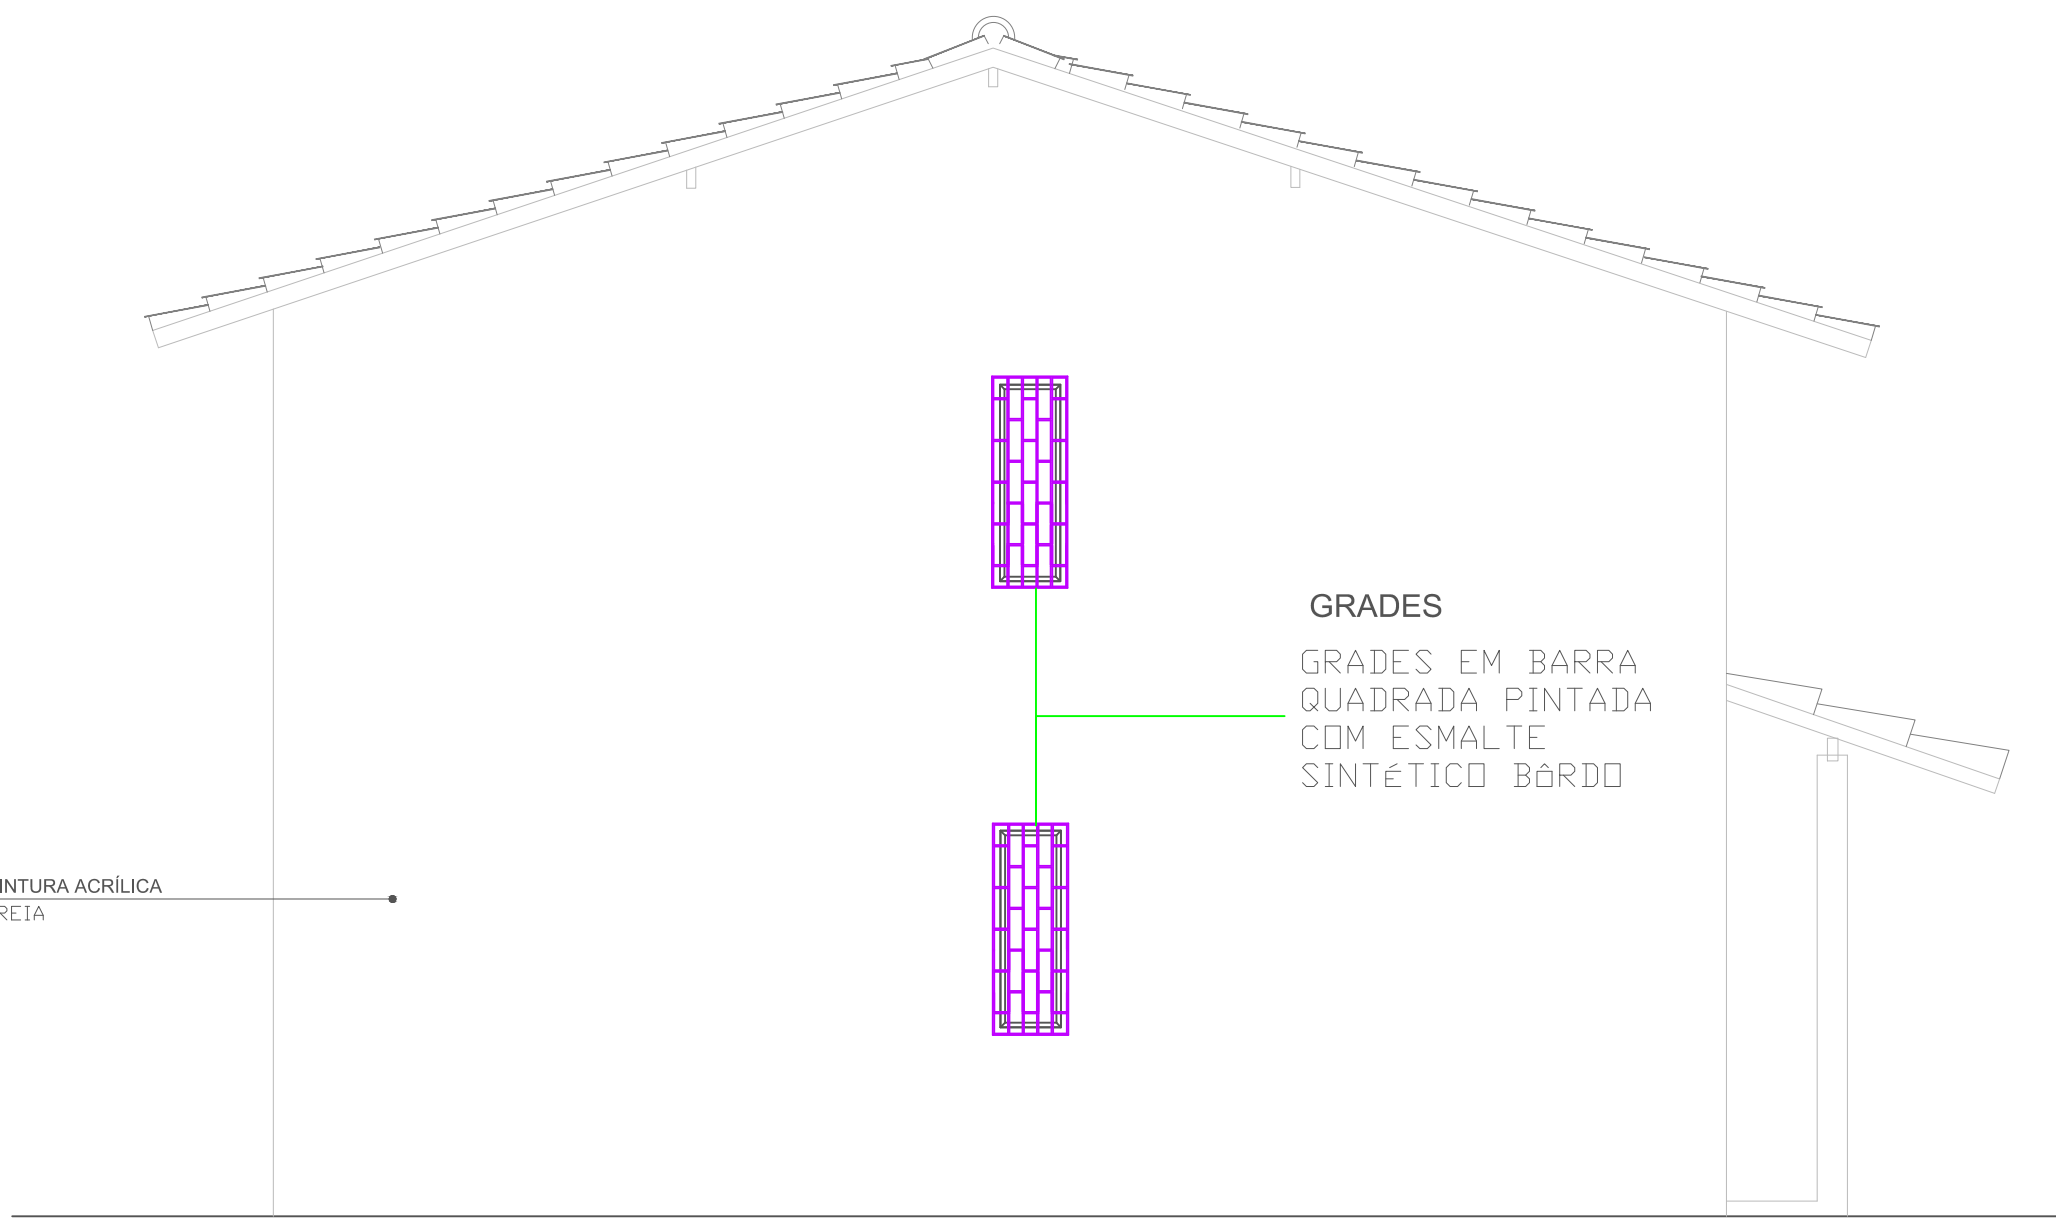 GRADES
GRADES EM BARRA
QUADRADA PINTADA
COM ESMALTE
SINTéTICO BôRDO
INTURA ACRÍLICA
REIA